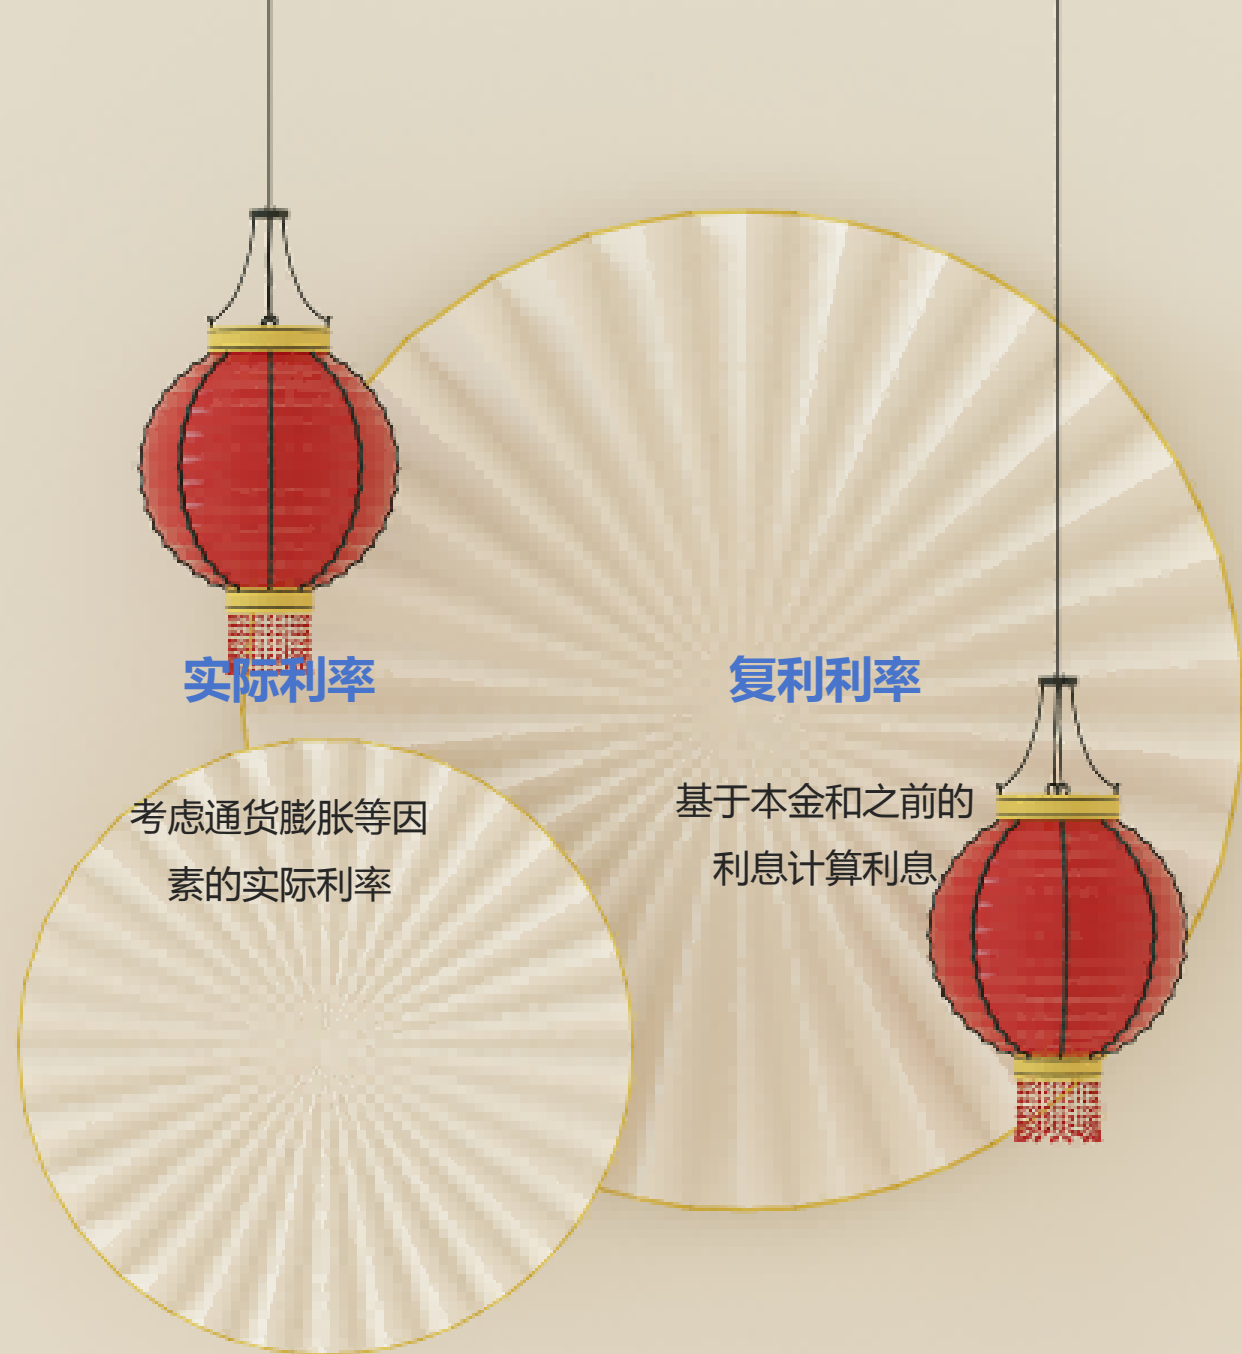 实际利率
考虑通货膨胀等因
素的实际利率
复利利率
基于本金和之前的
利息计算利息